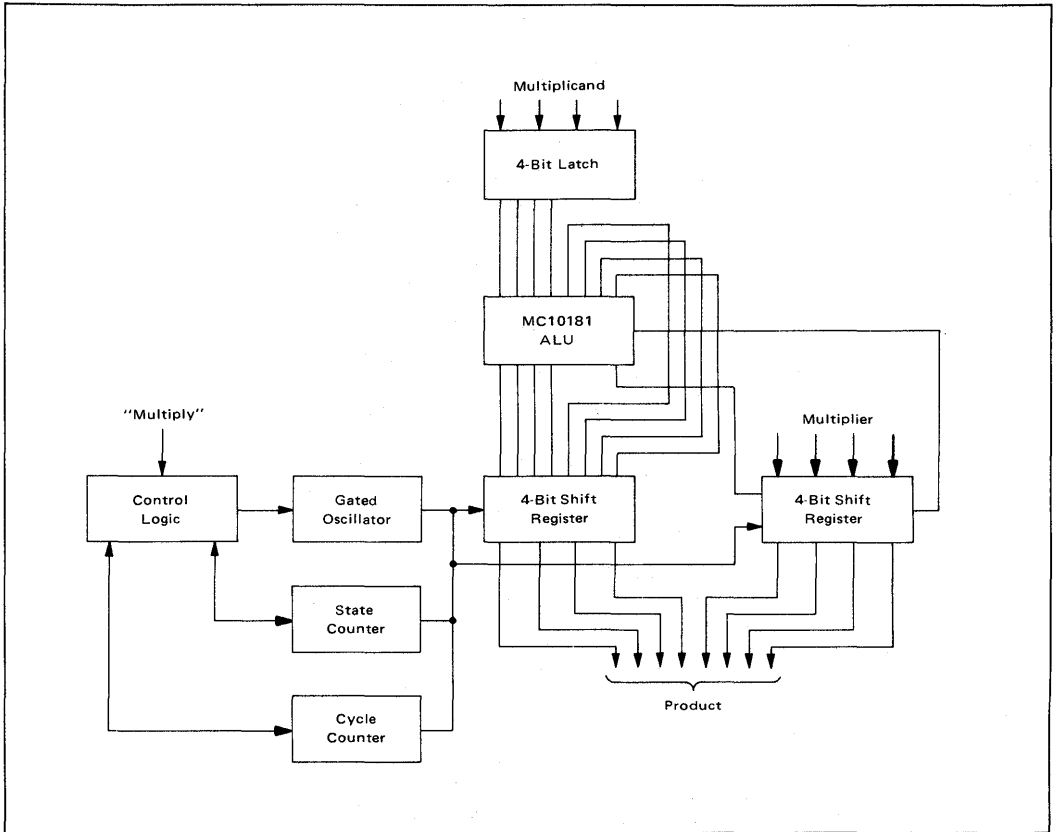 Multiplicand
4-Bit Latch
MC10181
ALU
"Multiply"
Multiplier
Control
Logic
Gated
Oscillator
4-Bit Shift
Register
4-Bit Shift
Register
State
Counter
Cycle
Counter
Product